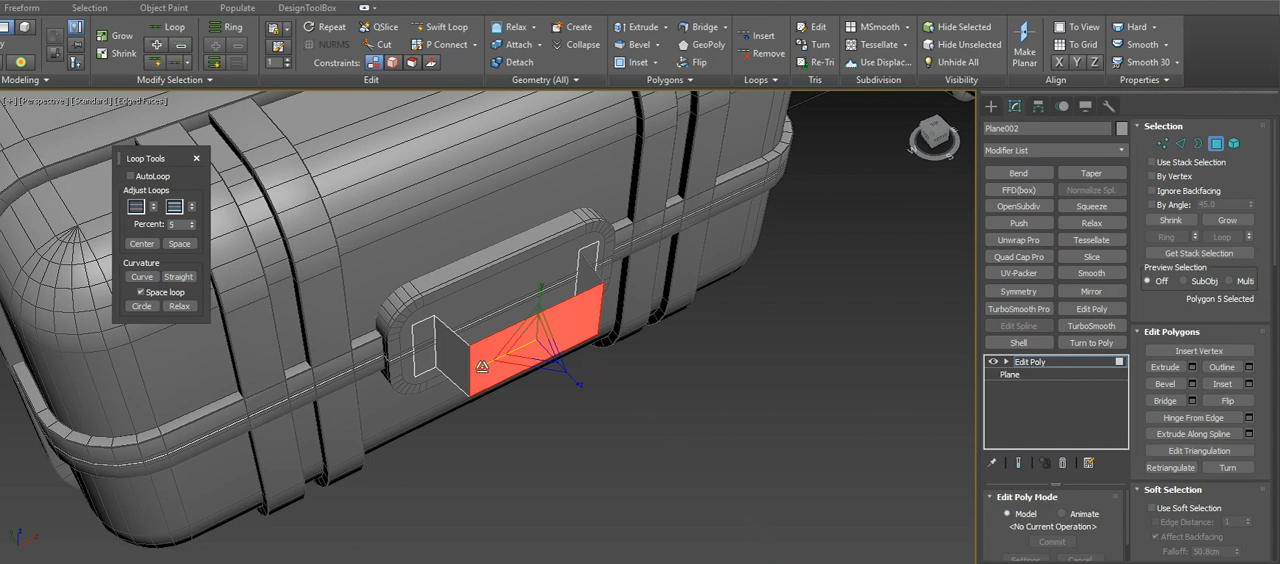 Freeform Selection Object Paint Populate DesignToolBox
Grow Shrink Loop Ring
Repeat QSlice Swift Loop
NURMS Cut P Connect
Constraints:
1
Relax Create
Attach Collapse
Detach
Extrude Bridge
Bevel GeoPoly
Inset Flip
Insert
Remove
Edit
Turn
Re-Tri
MSmooth
Tessellate
Use Displac...
Hide Selected
Hide Unselected
Unhide All
Make Planar
To View
To Grid
X Y Z
Hard
Smooth
Smooth 30
Modeling Modify Selection Edit Geometry (All) Polygons Loops Tris Subdivision Visibility Align Properties
[+] [Perspective] [Standard] [Edged Faces]
Loop Tools
AutoLoop
Adjust Loops
Percent: 5
Center Space
Curvature
Curve Straight
Space loop
Circle Relax
Plane002
Modifier List
Bend Taper
FFD(box) Normalize Spl.
OpenSubdiv Squeeze
Push Relax
Unwrap Pro Tessellate
Quad Cap Pro Slice
UV-Packer Smooth
Symmetry Mirror
TurboSmooth Pro Edit Poly
Edit Spline TurboSmooth
Shell Turn to Poly
Edit Poly
Plane
Edit Poly Mode
Model Animate
<No Current Operation>
Commit
Settings Cancel
Selection
Use Stack Selection
By Vertex
Ignore Backfacing
By Angle: 45.0
Shrink Grow
Ring Loop
Get Stack Selection
Preview Selection
Off SubObj Multi
Polygon 5 Selected
Edit Polygons
Insert Vertex
Extrude Outline
Bevel Inset
Bridge Flip
Hinge From Edge
Extrude Along Spline
Edit Triangulation
Retriangulate Turn
Soft Selection
Use Soft Selection
Edge Distance: 1
Affect Backfacing
Falloff: 50.8cm